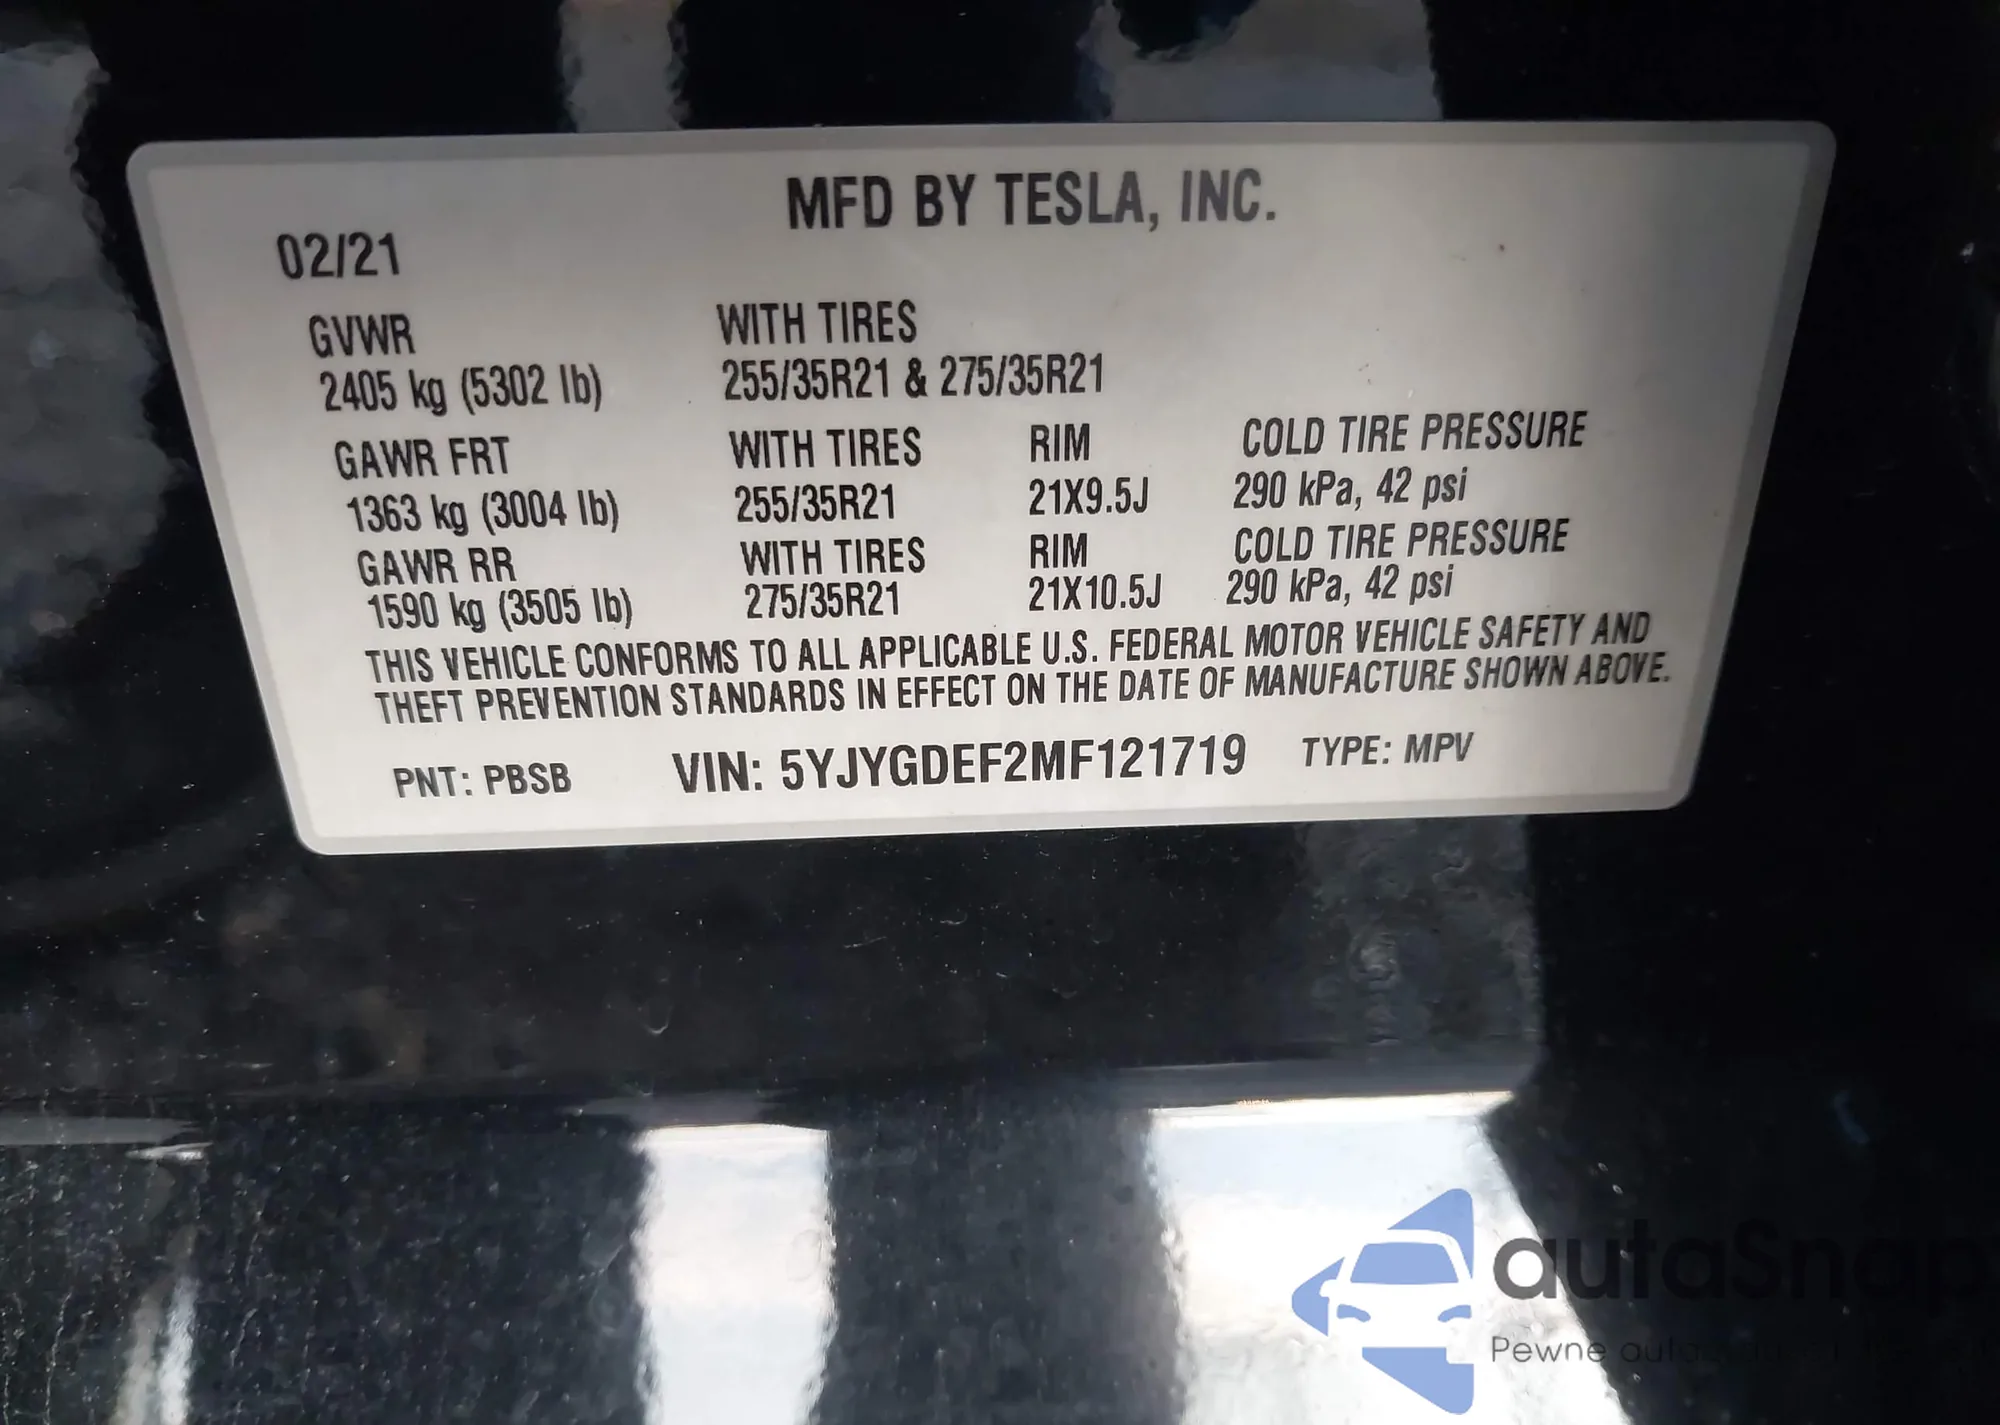 MFD BY TESLA, INC.
02/21
GVWR WITH TIRES
2405 kg (5302 lb) 255/35R21 & 275/35R21
GAWR FRT WITH TIRES RIM COLD TIRE PRESSURE
1363 kg (3004 lb) 255/35R21 21X9.5J 290 kPa, 42 psi
GAWR RR WITH TIRES RIM COLD TIRE PRESSURE
1590 kg (3505 lb) 275/35R21 21X10.5J 290 kPa, 42 psi
THIS VEHICLE CONFORMS TO ALL APPLICABLE U.S. FEDERAL MOTOR VEHICLE SAFETY AND
THEFT PREVENTION STANDARDS IN EFFECT ON THE DATE OF MANUFACTURE SHOWN ABOVE.
PNT: PBSB VIN: 5YJYGDEF2MF121719 TYPE: MPV
autaSnap
Pewne